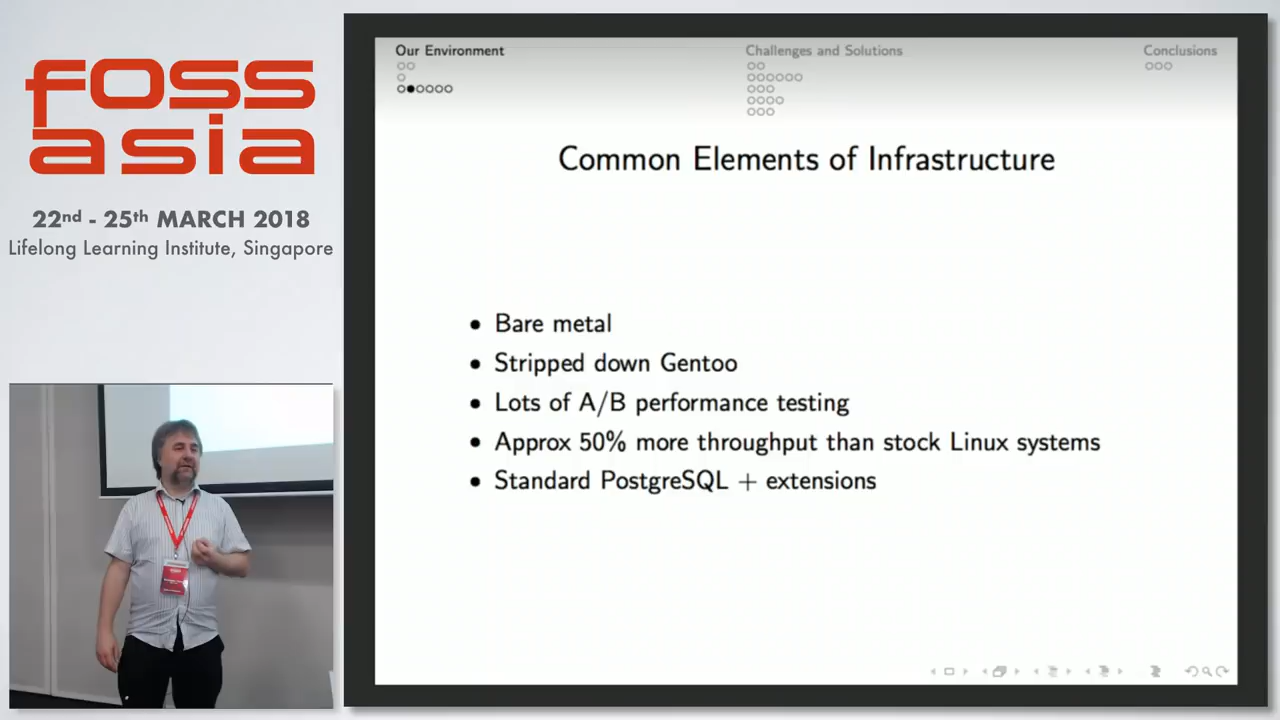 foss
asia
22nd - 25th MARCH 2018
Lifelong Learning Institute, Singapore
Our Environment
Challenges and Solutions
Conclusions
Common Elements of Infrastructure
• Bare metal
• Stripped down Gentoo
• Lots of A/B performance testing
• Approx 50% more throughput than stock Linux systems
• Standard PostgreSQL + extensions